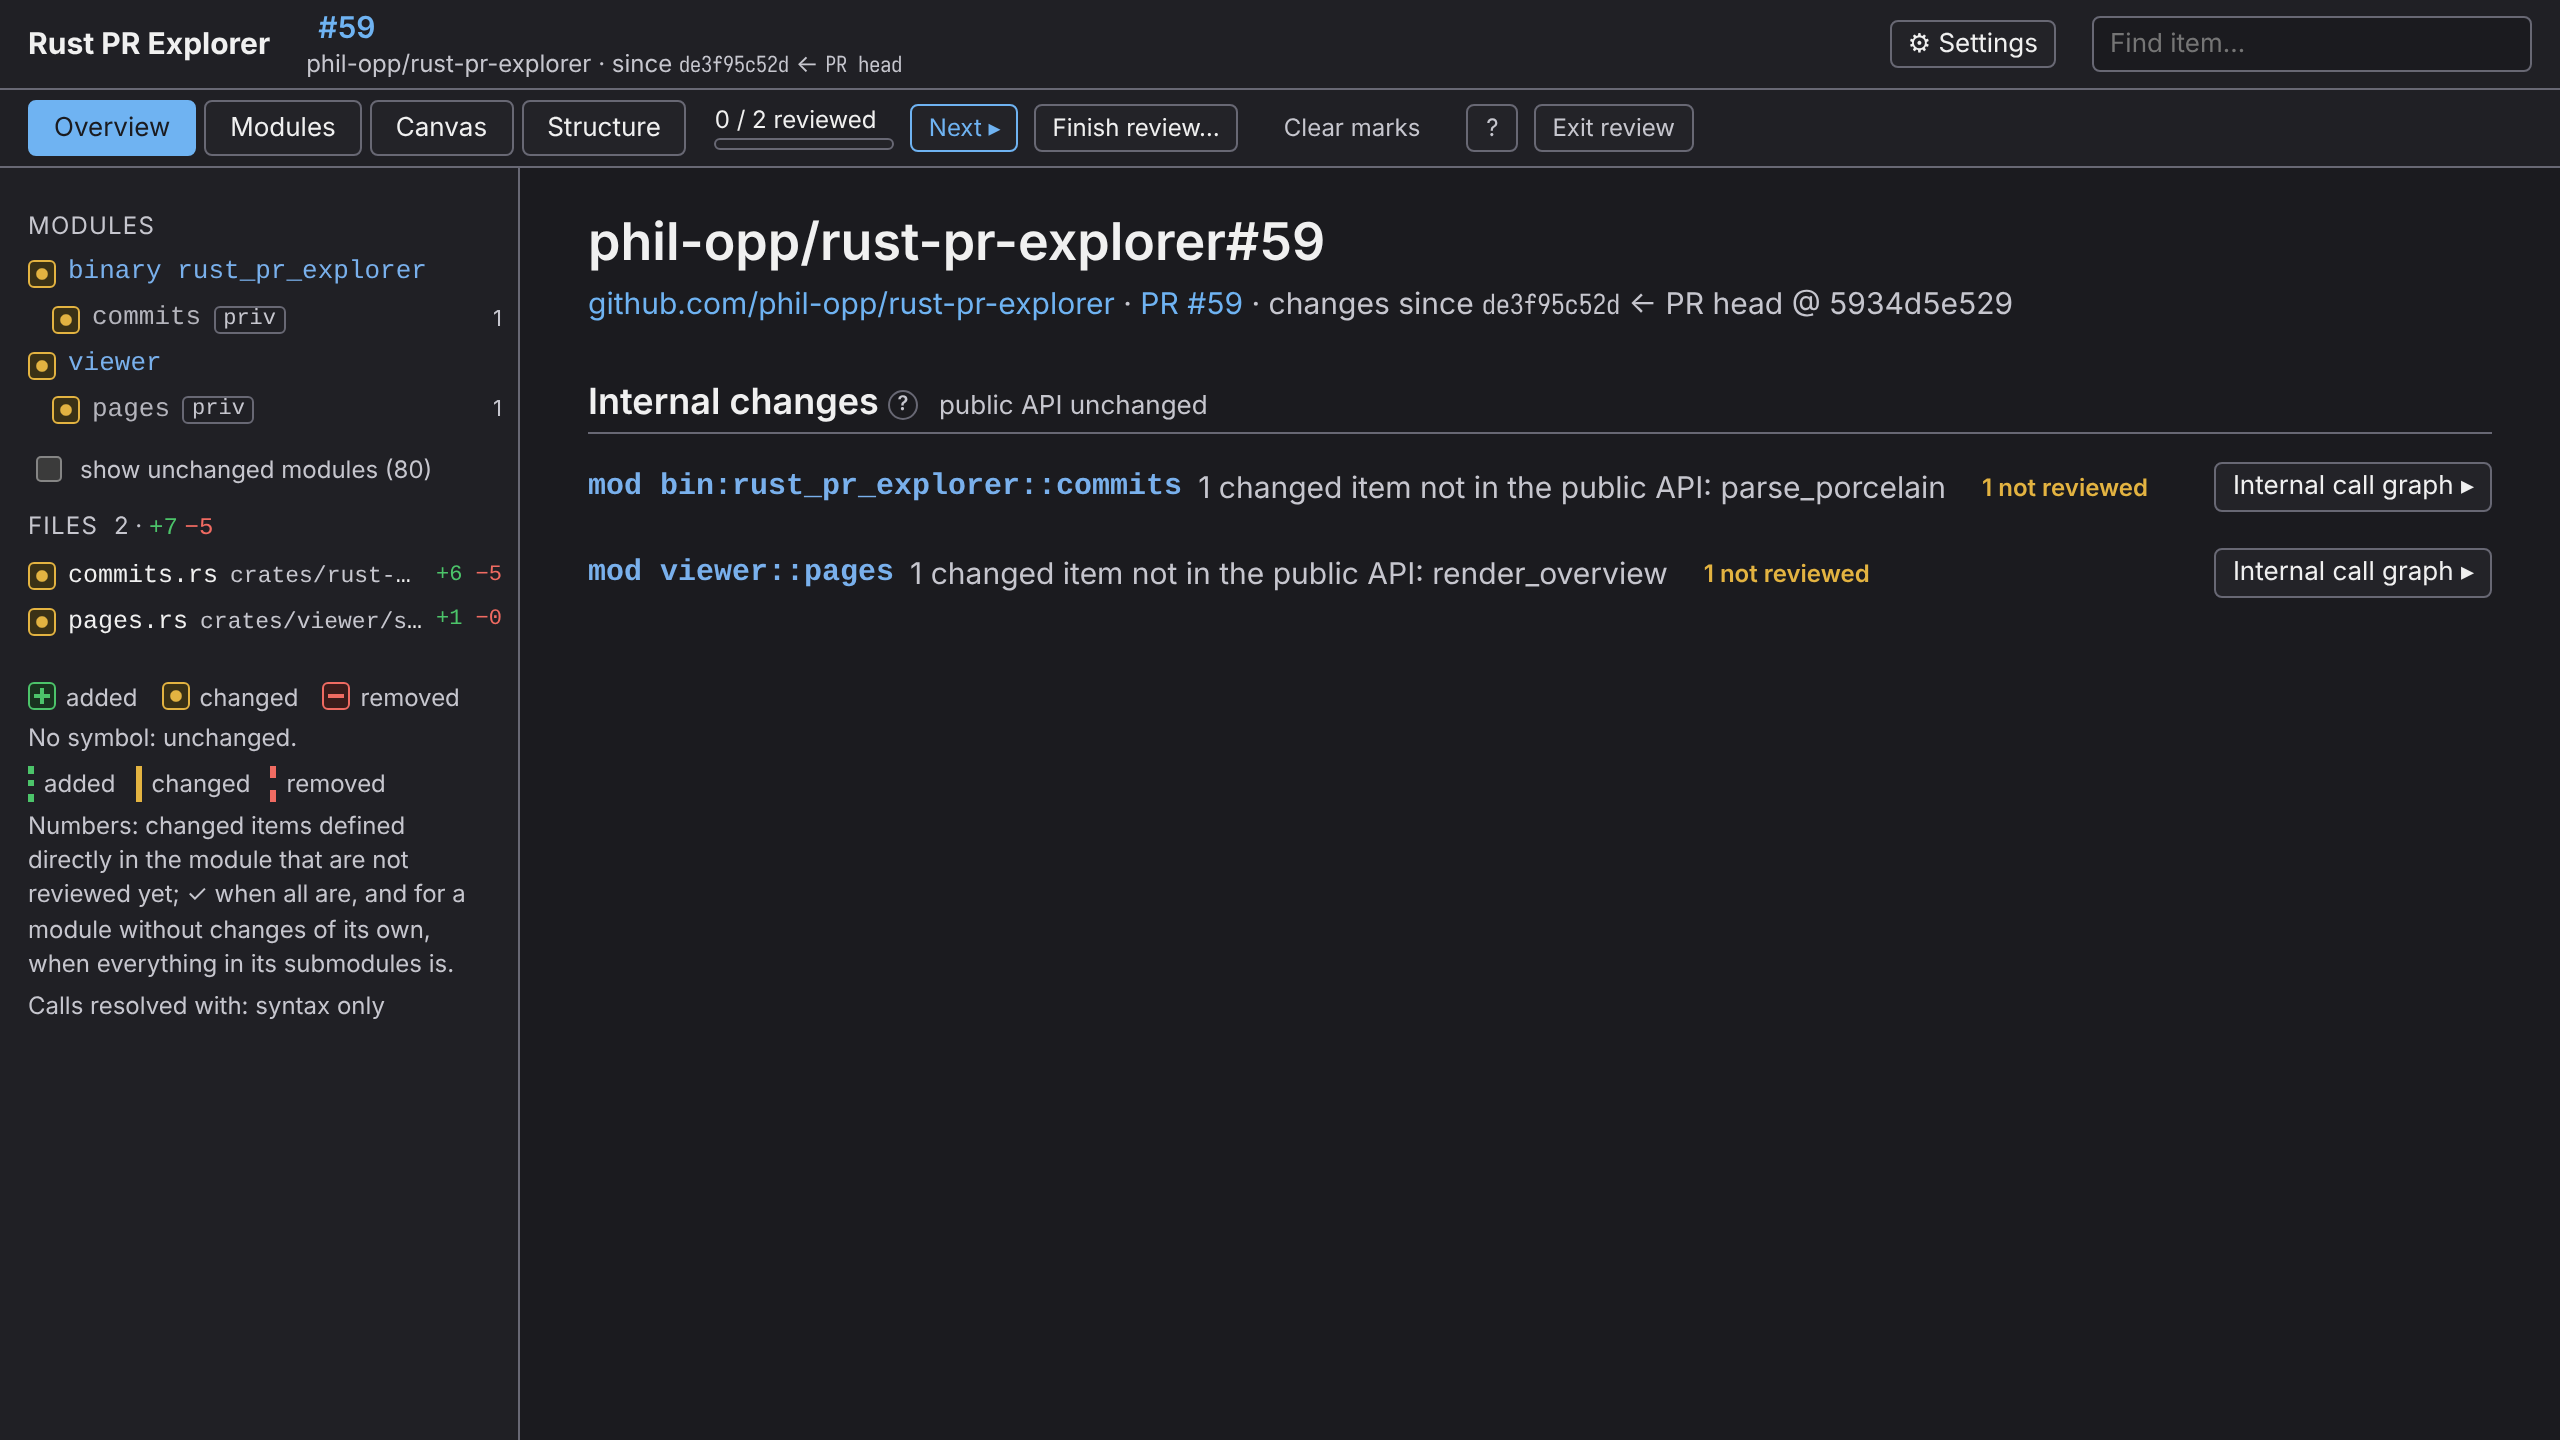 Rust PR Explorer
#59
phil-opp/rust-pr-explorer · since de3f95c52d ← PR head
⚙ Settings
Find item...
Overview
Modules
Canvas
Structure
0 / 2 reviewed
Next ▸
Finish review...
Clear marks
?
Exit review
MODULES
binary rust_pr_explorer
commits priv 1
viewer
pages priv 1
show unchanged modules (80)
FILES 2 · +7 −5
commits.rs crates/rust-… +6 −5
pages.rs crates/viewer/s… +1 −0
added changed removed
No symbol: unchanged.
added changed removed
Numbers: changed items defined
directly in the module that are not
reviewed yet; ✓ when all are, and for a
module without changes of its own,
when everything in its submodules is.
Calls resolved with: syntax only
phil-opp/rust-pr-explorer#59
github.com/phil-opp/rust-pr-explorer · PR #59 · changes since de3f95c52d ← PR head @ 5934d5e529
Internal changes ? public API unchanged
mod bin:rust_pr_explorer::commits 1 changed item not in the public API: parse_porcelain 1 not reviewed Internal call graph ▸
mod viewer::pages 1 changed item not in the public API: render_overview 1 not reviewed Internal call graph ▸